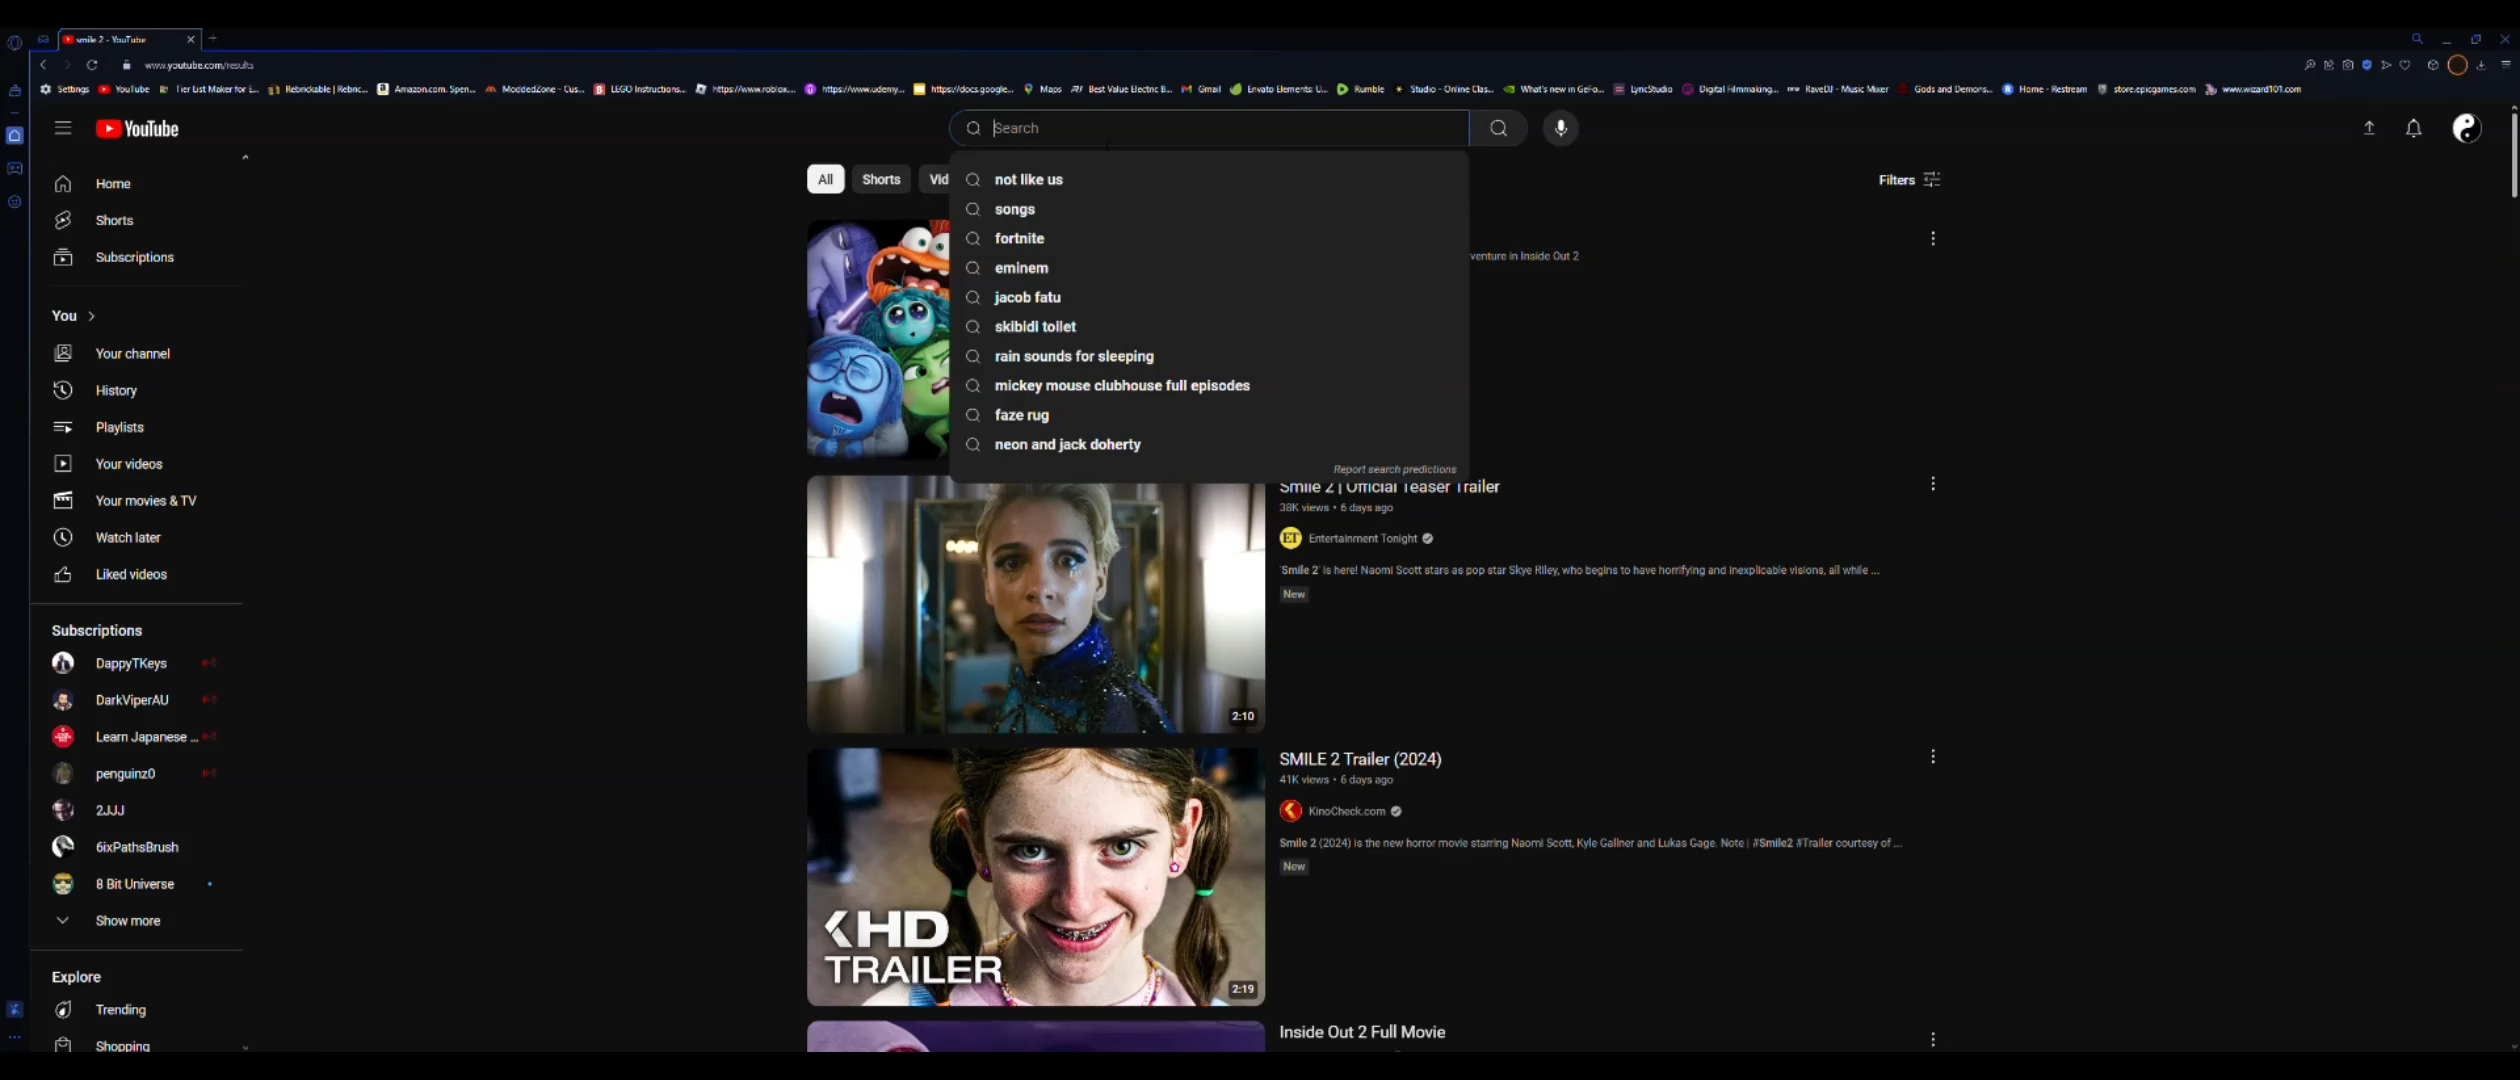 smile 2 - YouTube
www.youtube.com/results
Settings
YouTube
Tier List Maker for E...
Rebrickable | Rebric...
Amazon.com. Spen...
ModdedZone - Cus...
LEGO Instructions...
https://www.roblox...
https://www.udemy...
https://docs.google...
Maps
Best Value Electric B...
Gmail
Envato Elements: U...
Rumble
Studio - Online Clas...
What's new in GeFo...
LyricStudio
Digital Filmmaking...
RaveDJ - Music Mixer
Gods and Demons...
Home - Restream
store.epicgames.com
www.wizard101.com
YouTube
Search
Home
Shorts
Subscriptions
You
Your channel
History
Playlists
Your videos
Your movies & TV
Watch later
Liked videos
Subscriptions
DappyTKeys
DarkViperAU
Learn Japanese ...
penguinz0
2JJJ
6ixPathsBrush
8 Bit Universe
Show more
Explore
Trending
Shopping
All
Shorts
Vid
Filters
not like us
songs
fortnite
eminem
jacob fatu
skibidi toilet
rain sounds for sleeping
mickey mouse clubhouse full episodes
faze rug
neon and jack doherty
Report search predictions
venture in Inside Out 2
Smile 2 | Official Teaser Trailer
38K views • 6 days ago
ET
Entertainment Tonight
'Smile 2' is here! Naomi Scott stars as pop star Skye Riley, who begins to have horrifying and inexplicable visions, all while ...
New
2:10
SMILE 2 Trailer (2024)
41K views • 6 days ago
KinoCheck.com
Smile 2 (2024) is the new horror movie starring Naomi Scott, Kyle Gallner and Lukas Gage. Note | #Smile2 #Trailer courtesy of ...
New
HD
TRAILER
2:19
Inside Out 2 Full Movie